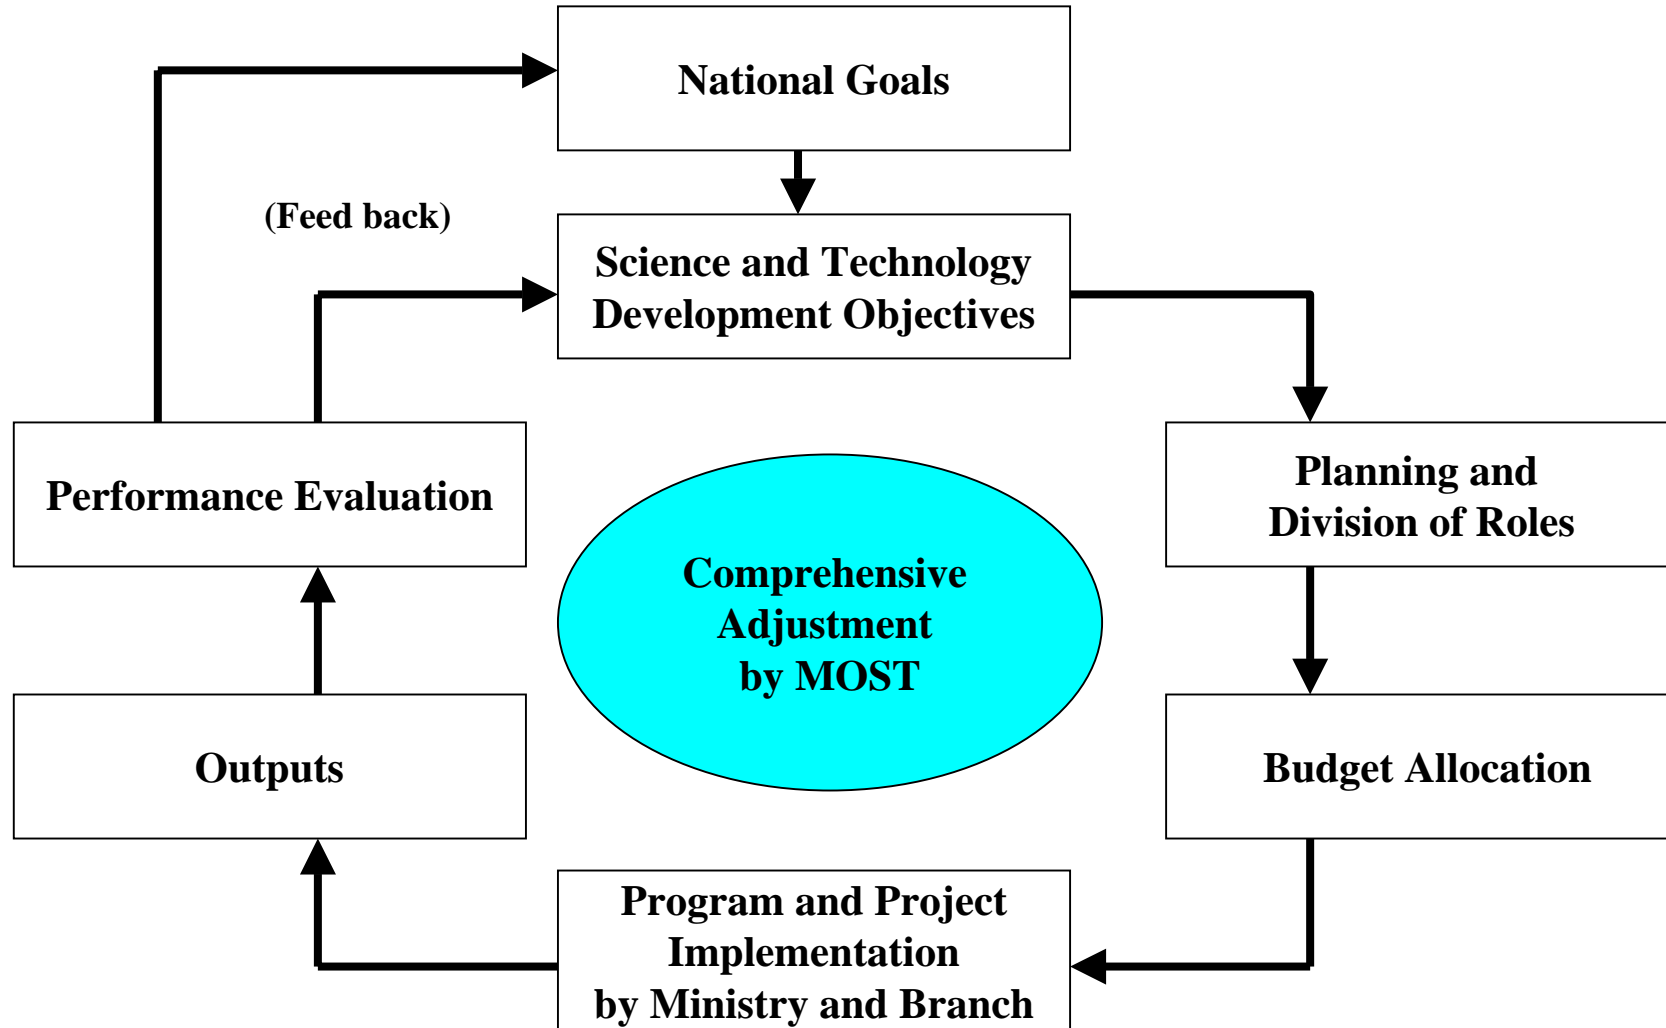 National Goals
(Feed back)
Science and Technology
Development Objectives
Performance Evaluation
Planning and
Division of Roles
Comprehensive
Adjustment
by MOST
Outputs
Budget Allocation
Program and Project
Implementation
by Ministry and Branch